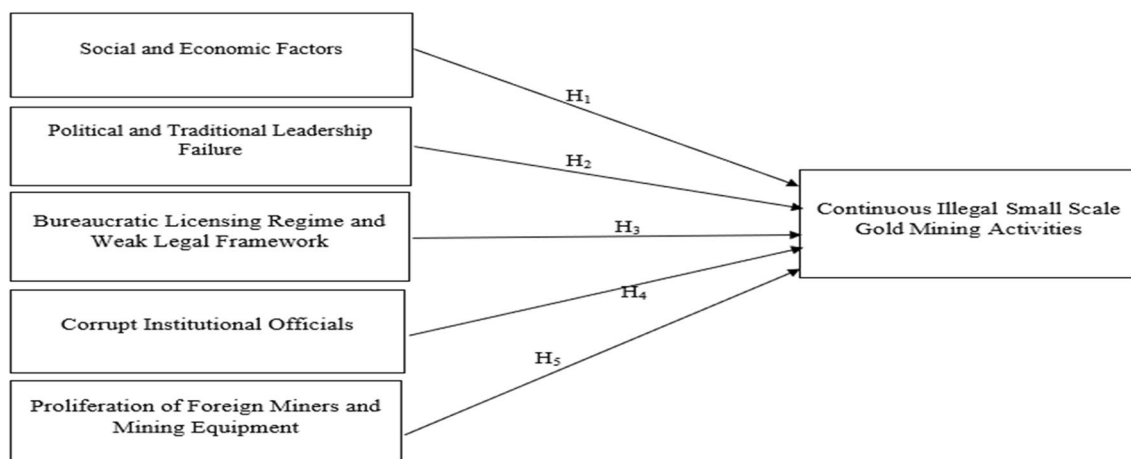 Social and Economic Factors
H₁
Political and Traditional Leadership
Failure
H₂
Bureaucratic Licensing Regime and
Weak Legal Framework
H₃
Corrupt Institutional Officials
H₄
Proliferation of Foreign Miners and
Mining Equipment
H₅
Continuous Illegal Small Scale
Gold Mining Activities